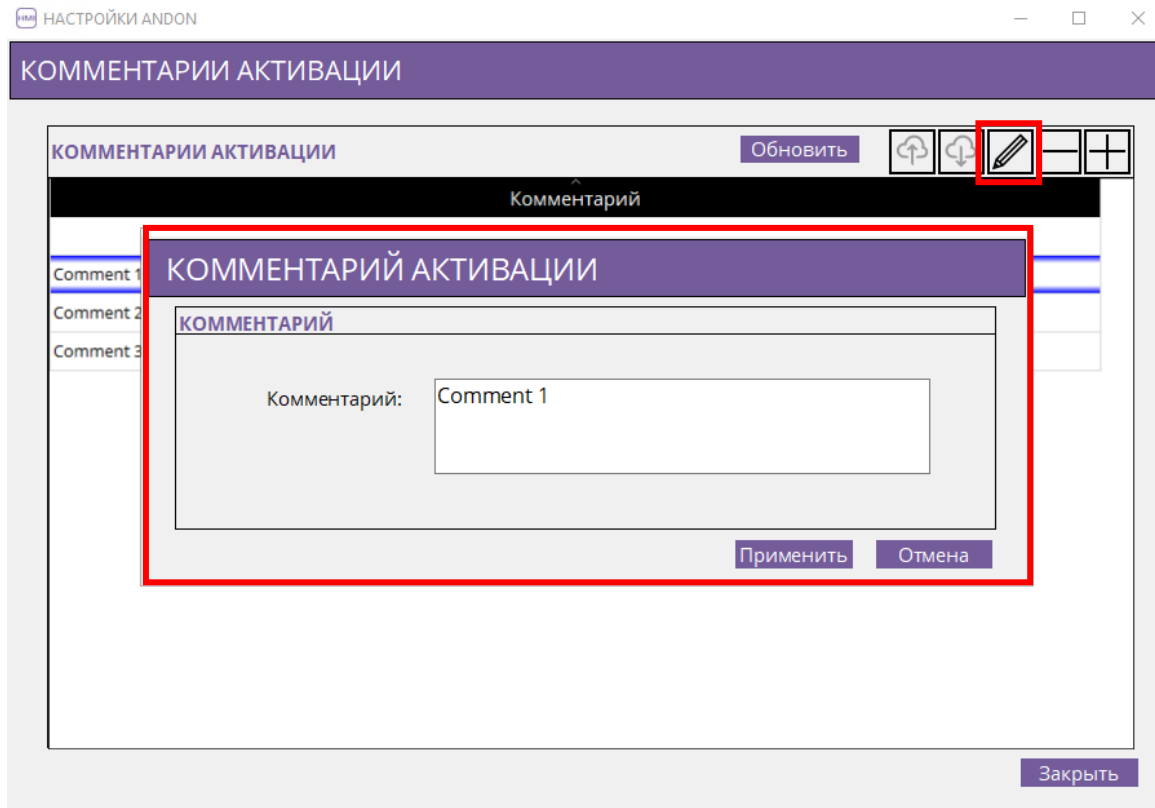 HMI НАСТРОЙКИ ANDON
КОММЕНТАРИИ АКТИВАЦИИ
КОММЕНТАРИИ АКТИВАЦИИ Обновить
Комментарий
Comment 1
Comment 2
Comment 3
КОММЕНТАРИЙ АКТИВАЦИИ
КОММЕНТАРИЙ
Комментарий: Comment 1
Применить Отмена
Закрыть